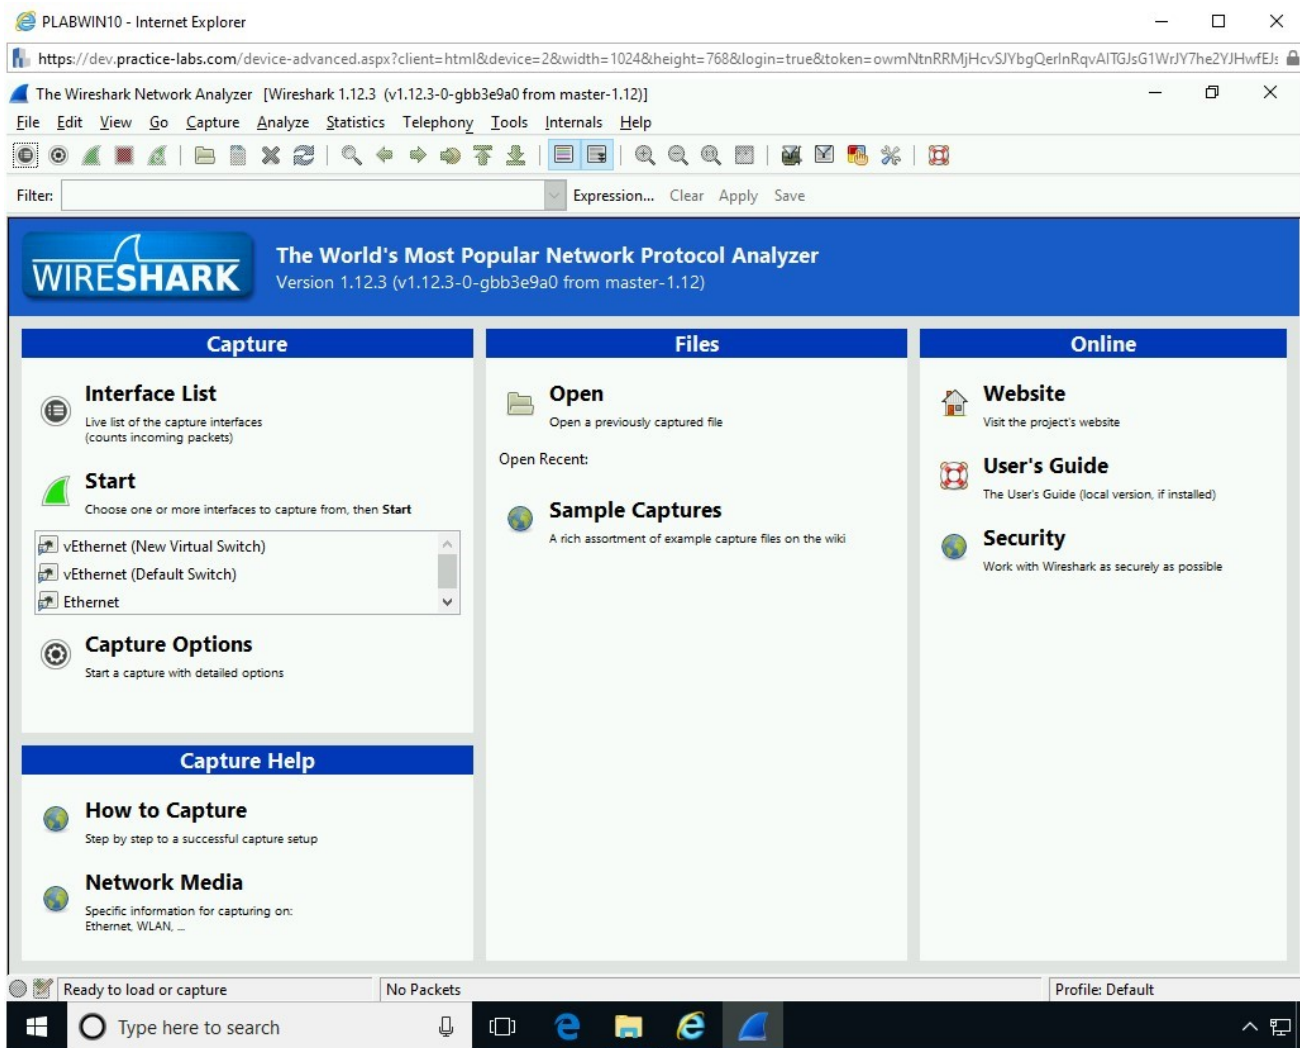 PLABWIN10 - Internet Explorer
https://dev.practice-labs.com/device-advanced.aspx?client=html&device=2&width=1024&height=768&login=true&token=owmNtnRRMjHcvSJYbgQerlnRqvAITGJsG1WrJY7he2YJHwfEJs
The Wireshark Network Analyzer [Wireshark 1.12.3 (v1.12.3-0-gbb3e9a0 from master-1.12)]
File Edit View Go Capture Analyze Statistics Telephony Tools Internals Help
Filter: Expression... Clear Apply Save
WIRESHARK
The World's Most Popular Network Protocol Analyzer
Version 1.12.3 (v1.12.3-0-gbb3e9a0 from master-1.12)
Capture
Interface List
Live list of the capture interfaces
(counts incoming packets)
Start
Choose one or more interfaces to capture from, then Start
vEthernet (New Virtual Switch)
vEthernet (Default Switch)
Ethernet
Capture Options
Start a capture with detailed options
Capture Help
How to Capture
Step by step to a successful capture setup
Network Media
Specific information for capturing on:
Ethernet, WLAN, ...
Files
Open
Open a previously captured file
Open Recent:
Sample Captures
A rich assortment of example capture files on the wiki
Online
Website
Visit the project's website
User's Guide
The User's Guide (local version, if installed)
Security
Work with Wireshark as securely as possible
Ready to load or capture
No Packets
Profile: Default
Type here to search